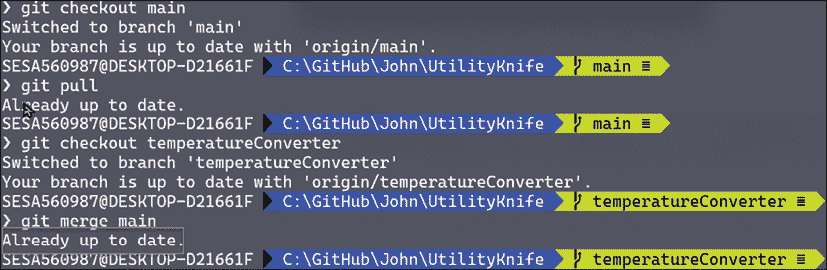 ❯ git checkout main
Switched to branch 'main'
Your branch is up to date with 'origin/main'.
SESA560987@DESKTOP-D21661F C:\GitHub\John\UtilityKnife main ≡
❯ git pull
Already up to date.
SESA560987@DESKTOP-D21661F C:\GitHub\John\UtilityKnife main ≡
❯ git checkout temperatureConverter
Switched to branch 'temperatureConverter'
Your branch is up to date with 'origin/temperatureConverter'.
SESA560987@DESKTOP-D21661F C:\GitHub\John\UtilityKnife temperatureConverter ≡
❯ git merge main
Already up to date.
SESA560987@DESKTOP-D21661F C:\GitHub\John\UtilityKnife temperatureConverter ≡